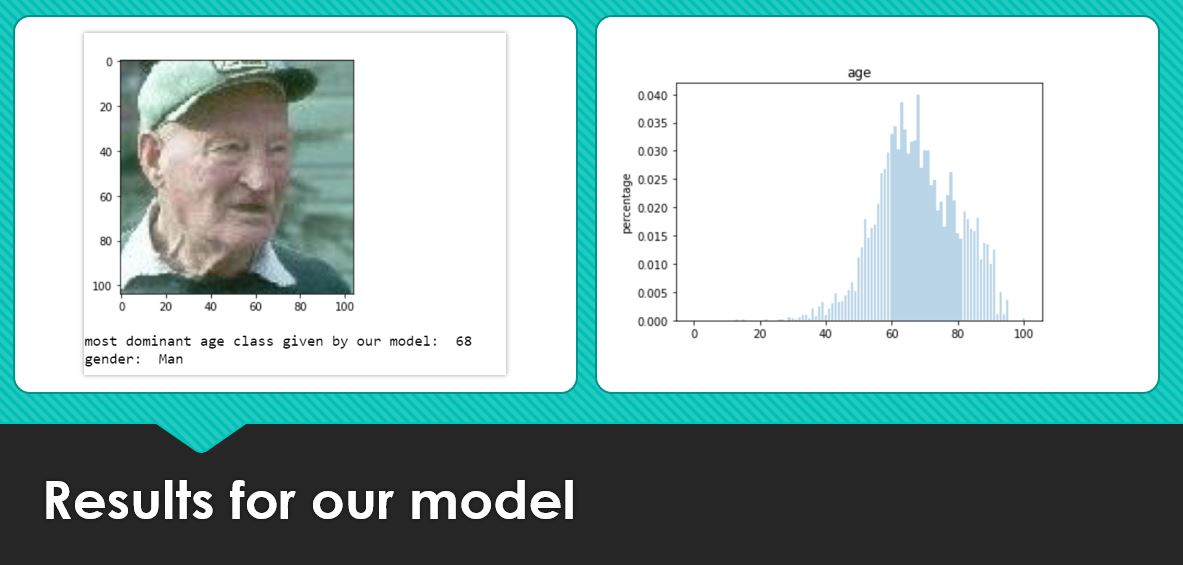 0
20
40
60
80
100
0 20 40 60 80 100
most dominant age class given by our model: 68
gender: Man
age
percentage
0.040
0.035
0.030
0.025
0.020
0.015
0.010
0.005
0.000
0 20 40 60 80 100
Results for our model